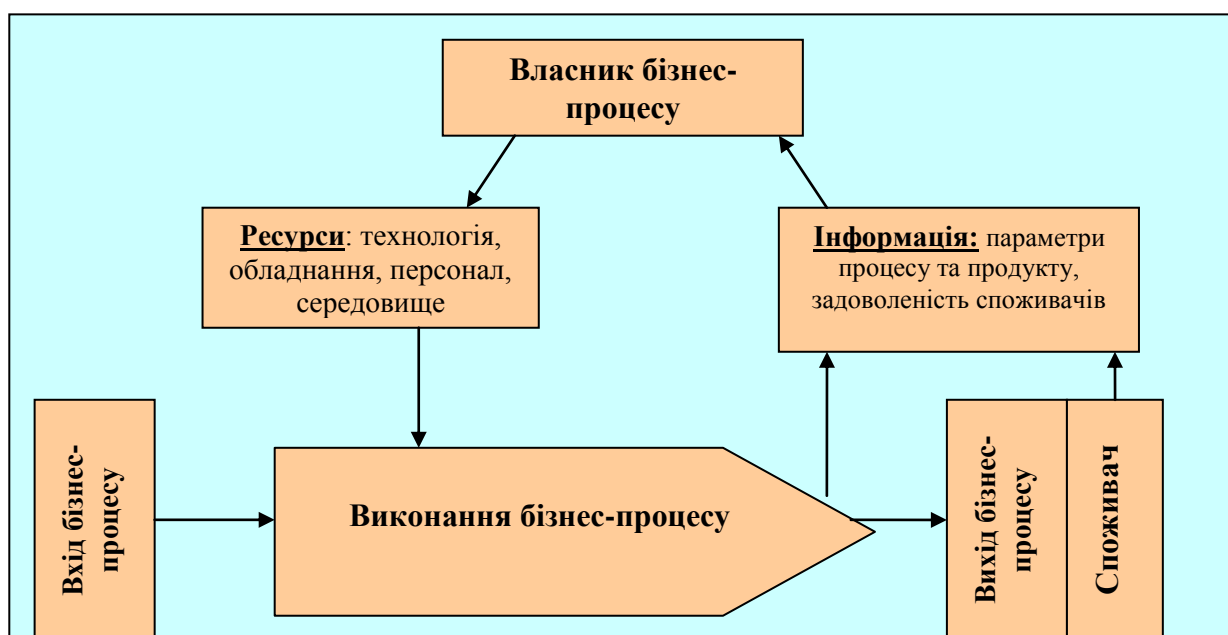 Власник бізнес-
процесу
Ресурси: технологія,
обладнання, персонал,
середовище
Інформація: параметри
процесу та продукту,
задоволеність споживачів
Вхід бізнес-
процесу
Виконання бізнес-процесу
Вихід бізнес-
процесу
Споживач